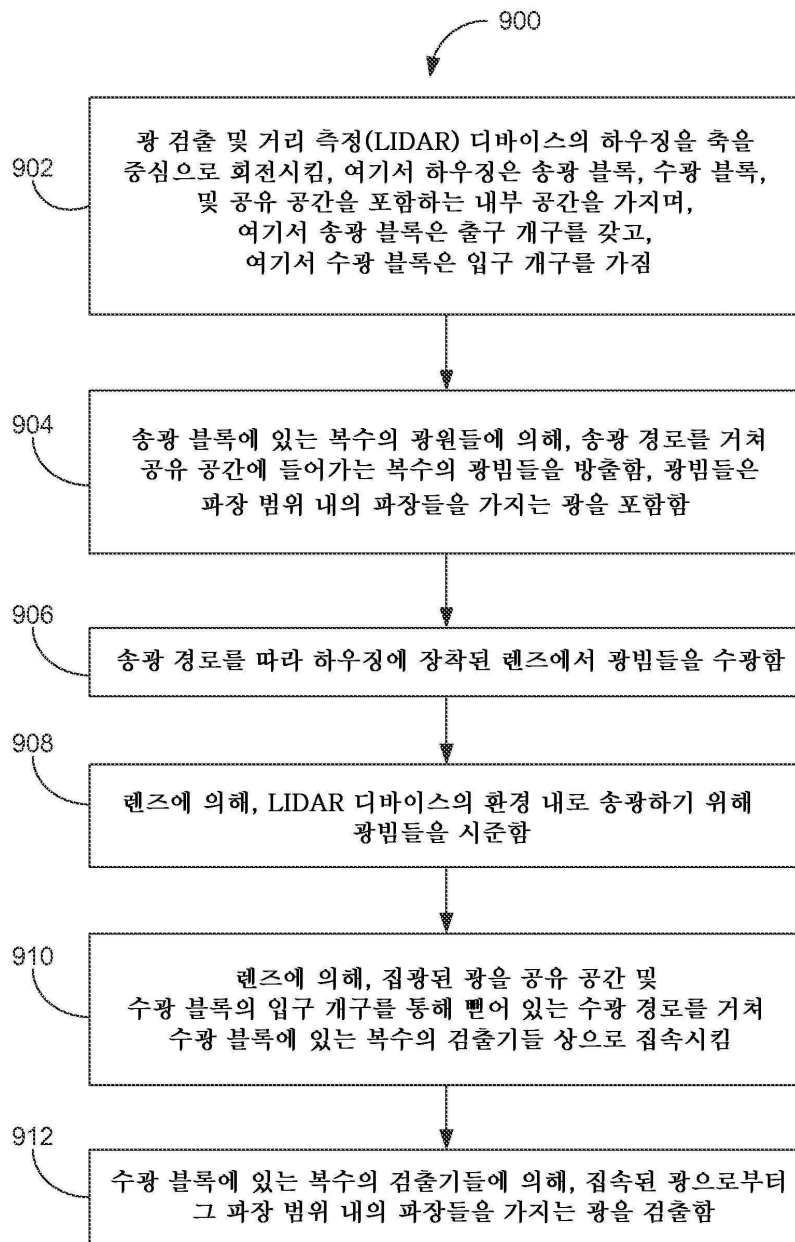 900
902
광 검출 및 거리 측정(LIDAR) 디바이스의 하우징을 축을
중심으로 회전시킴, 여기서 하우징은 송광 블록, 수광 블록,
및 공유 공간을 포함하는 내부 공간을 가지며,
여기서 송광 블록은 출구 개구를 갖고,
여기서 수광 블록은 입구 개구를 가짐
904
송광 블록에 있는 복수의 광원들에 의해, 송광 경로를 거쳐
공유 공간에 들어가는 복수의 광빔들을 방출함, 광빔들은
파장 범위 내의 파장들을 가지는 광을 포함함
906
송광 경로를 따라 하우징에 장착된 렌즈에서 광빔들을 수광함
908
렌즈에 의해, LIDAR 디바이스의 환경 내로 송광하기 위해
광빔들을 시준함
910
렌즈에 의해, 집광된 광을 공유 공간 및
수광 블록의 입구 개구를 통해 뻗어 있는 수광 경로를 거쳐
수광 블록에 있는 복수의 검출기들 상으로 집속시킴
912
수광 블록에 있는 복수의 검출기들에 의해, 집속된 광으로부터
그 파장 범위 내의 파장들을 가지는 광을 검출함